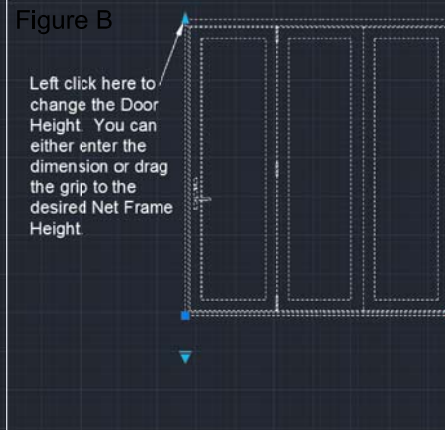 Figure B
Left click here to
change the Door
Height. You can
either enter the
dimension or drag
the grip to the
desired Net Frame
Height.